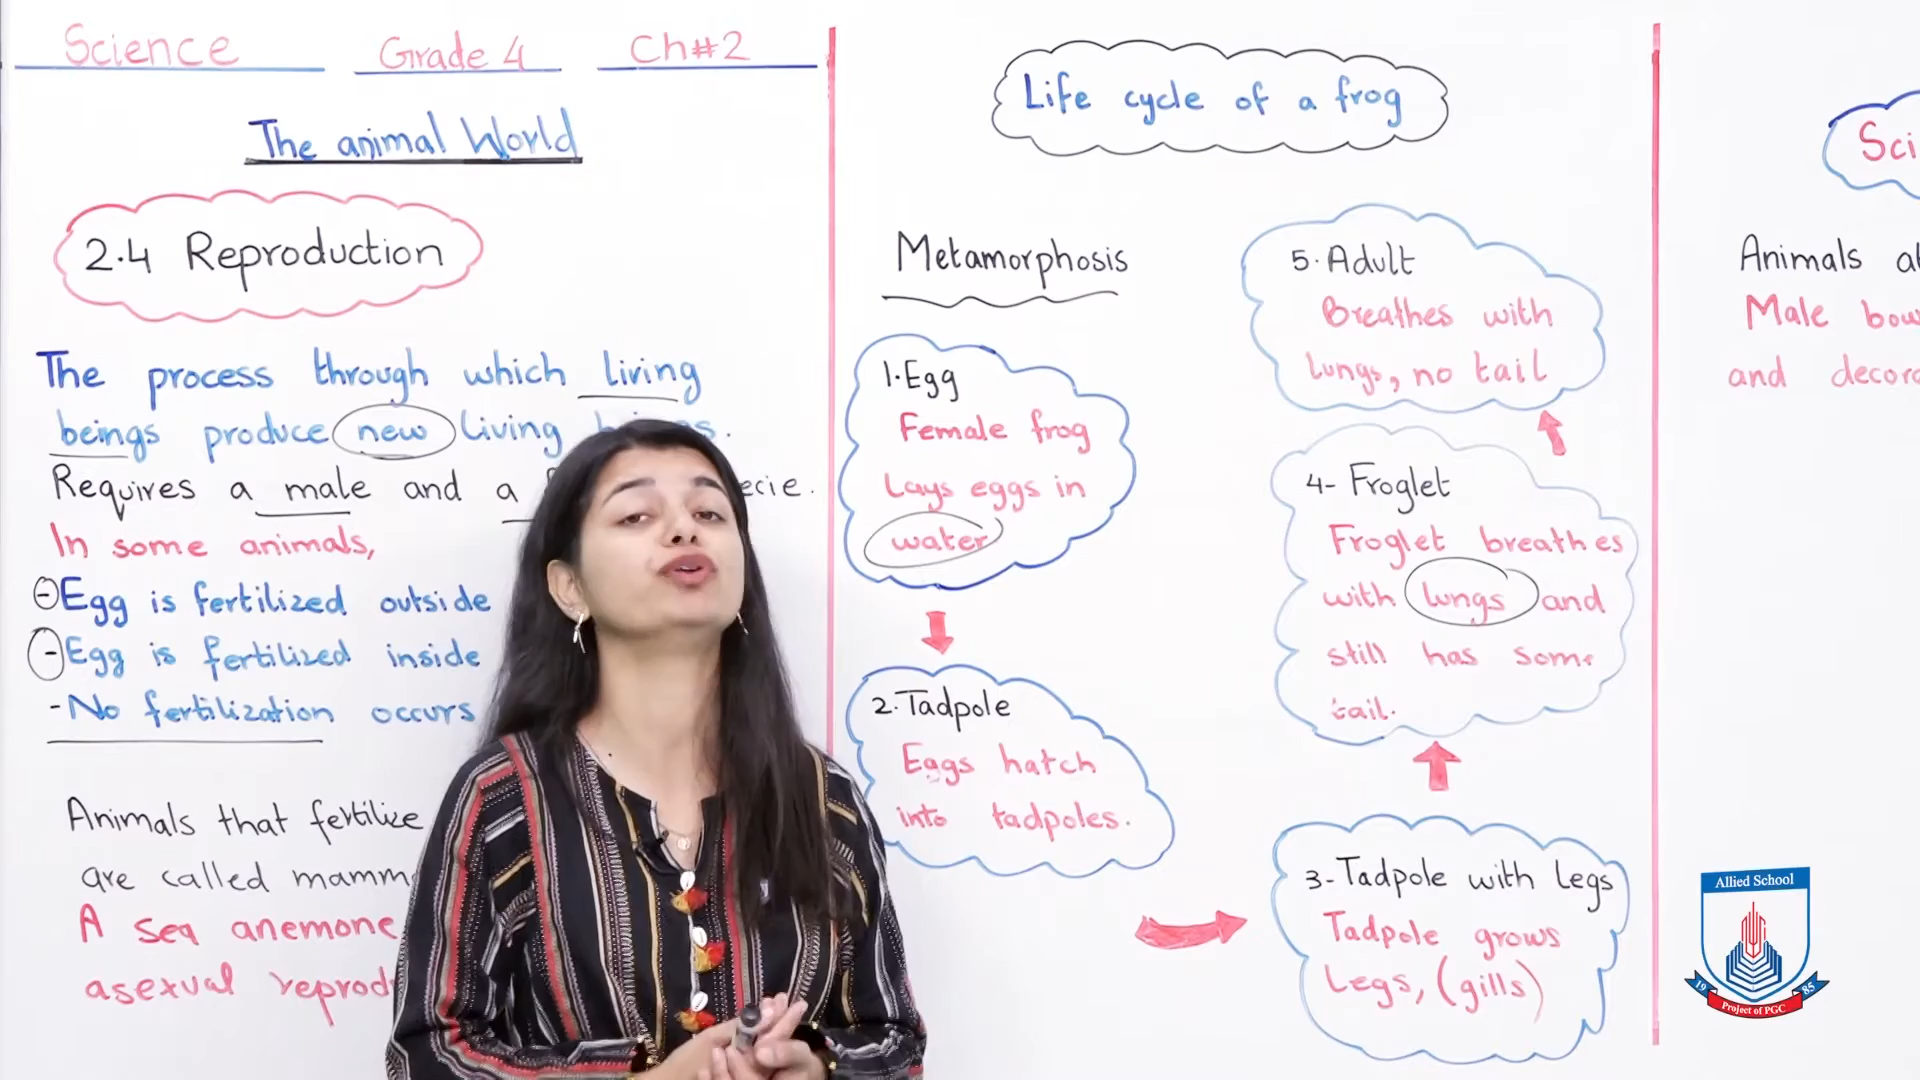 Science Grade 4 Ch#2
The animal World
2.4 Reproduction
The process through which living
beings produce new living
Requires a male and a ecie.
In some animals,
- Egg is fertilized outside
- Egg is fertilized inside
- No fertilization occurs
Animals that fertilize
are called
A sea anemone
asexual
Life cycle of a frog
Metamorphosis
1. Egg
Female frog
Lays eggs in
water
2. Tadpole
Eggs hatch
into tadpoles.
3- Tadpole with Legs
Tadpole grows
Legs, (gills)
4- Froglet
Froglet breathes
with lungs and
still has some
tail.
5. Adult
Breathes with
lungs, no tail
Sci
Animals
Male
and
Allied School
19 85
Project of PGC